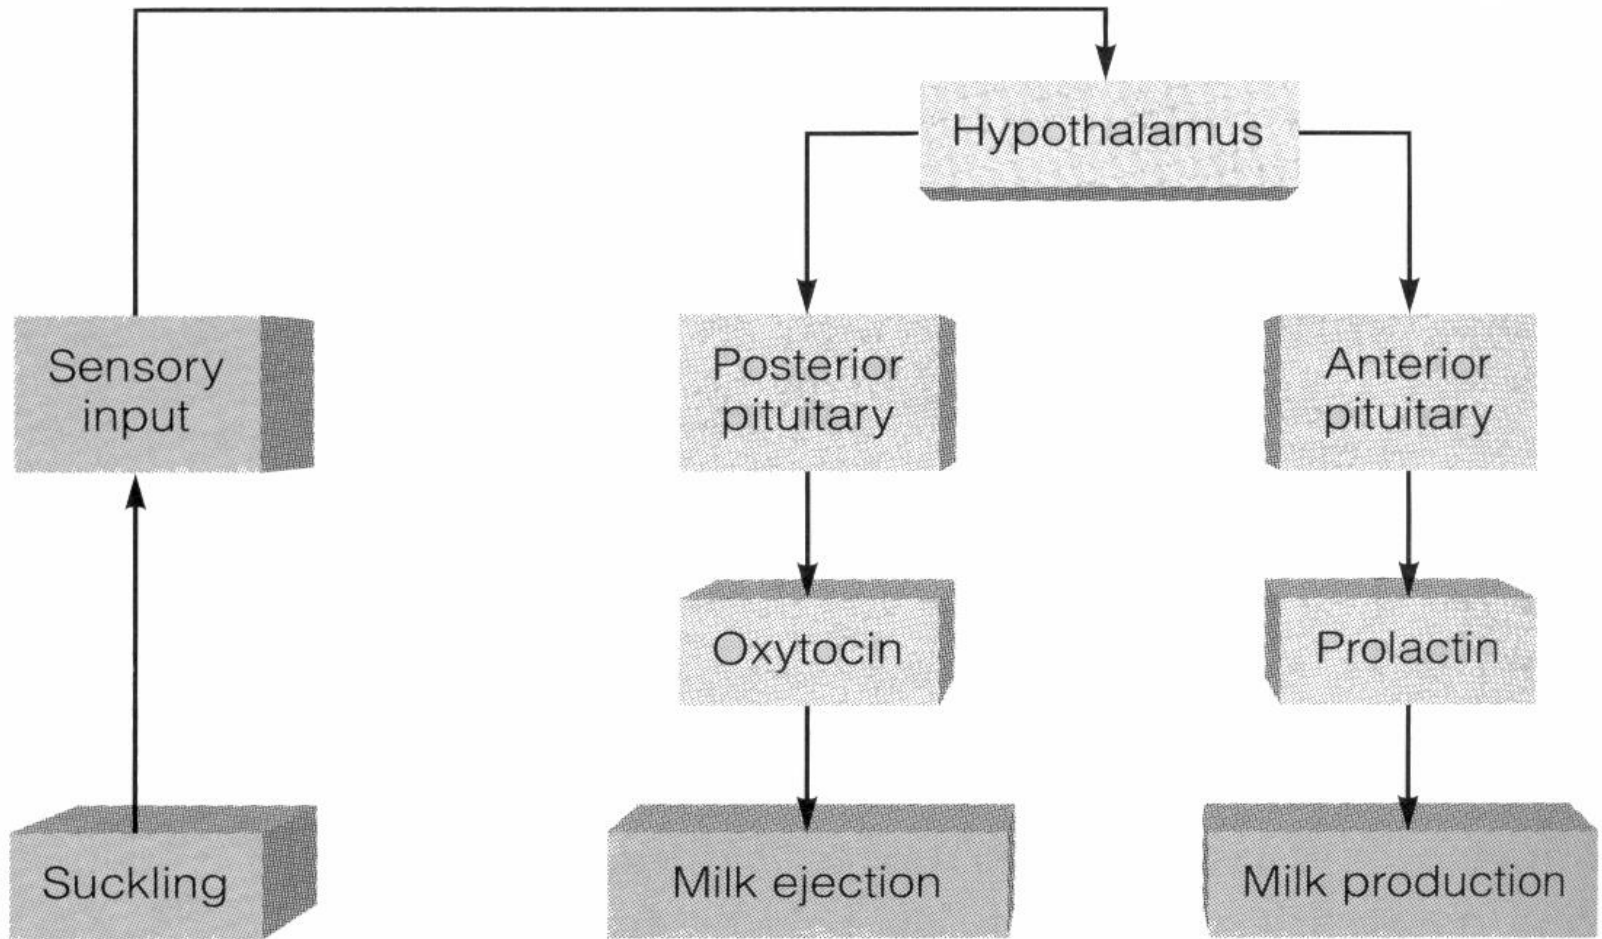 Hypothalamus
Sensory
input
Posterior
pituitary
Anterior
pituitary
Oxytocin
Prolactin
Suckling
Milk ejection
Milk production